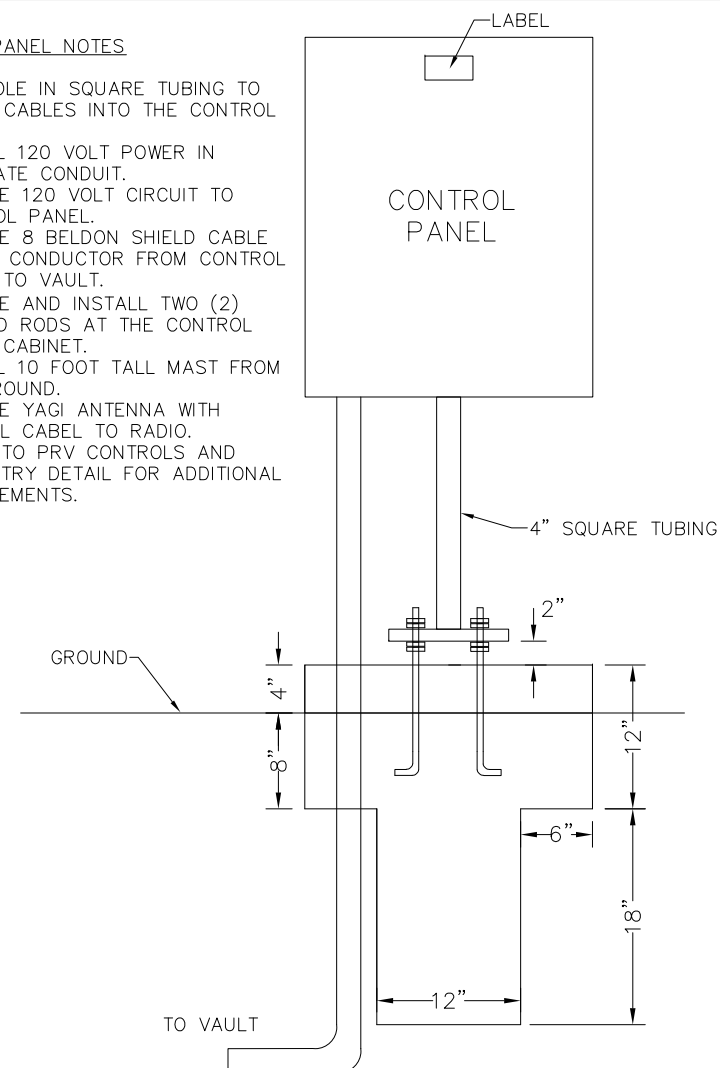 PANEL NOTES
OLE IN SQUARE TUBING TO
CABLES INTO THE CONTROL
L 120 VOLT POWER IN
ATE CONDUIT.
E 120 VOLT CIRCUIT TO
OL PANEL.
E 8 BELDON SHIELD CABLE
CONDUCTOR FROM CONTROL
TO VAULT.
E AND INSTALL TWO (2)
D RODS AT THE CONTROL
CABINET.
L 10 FOOT TALL MAST FROM
ROUND.
E YAGI ANTENNA WITH
L CABEL TO RADIO.
TO PRV CONTROLS AND
TRY DETAIL FOR ADDITIONAL
EMENTS.
LABEL
CONTROL
PANEL
4” SQUARE TUBING
2”
GROUND
4”
8”
12”
6”
18”
12”
TO VAULT